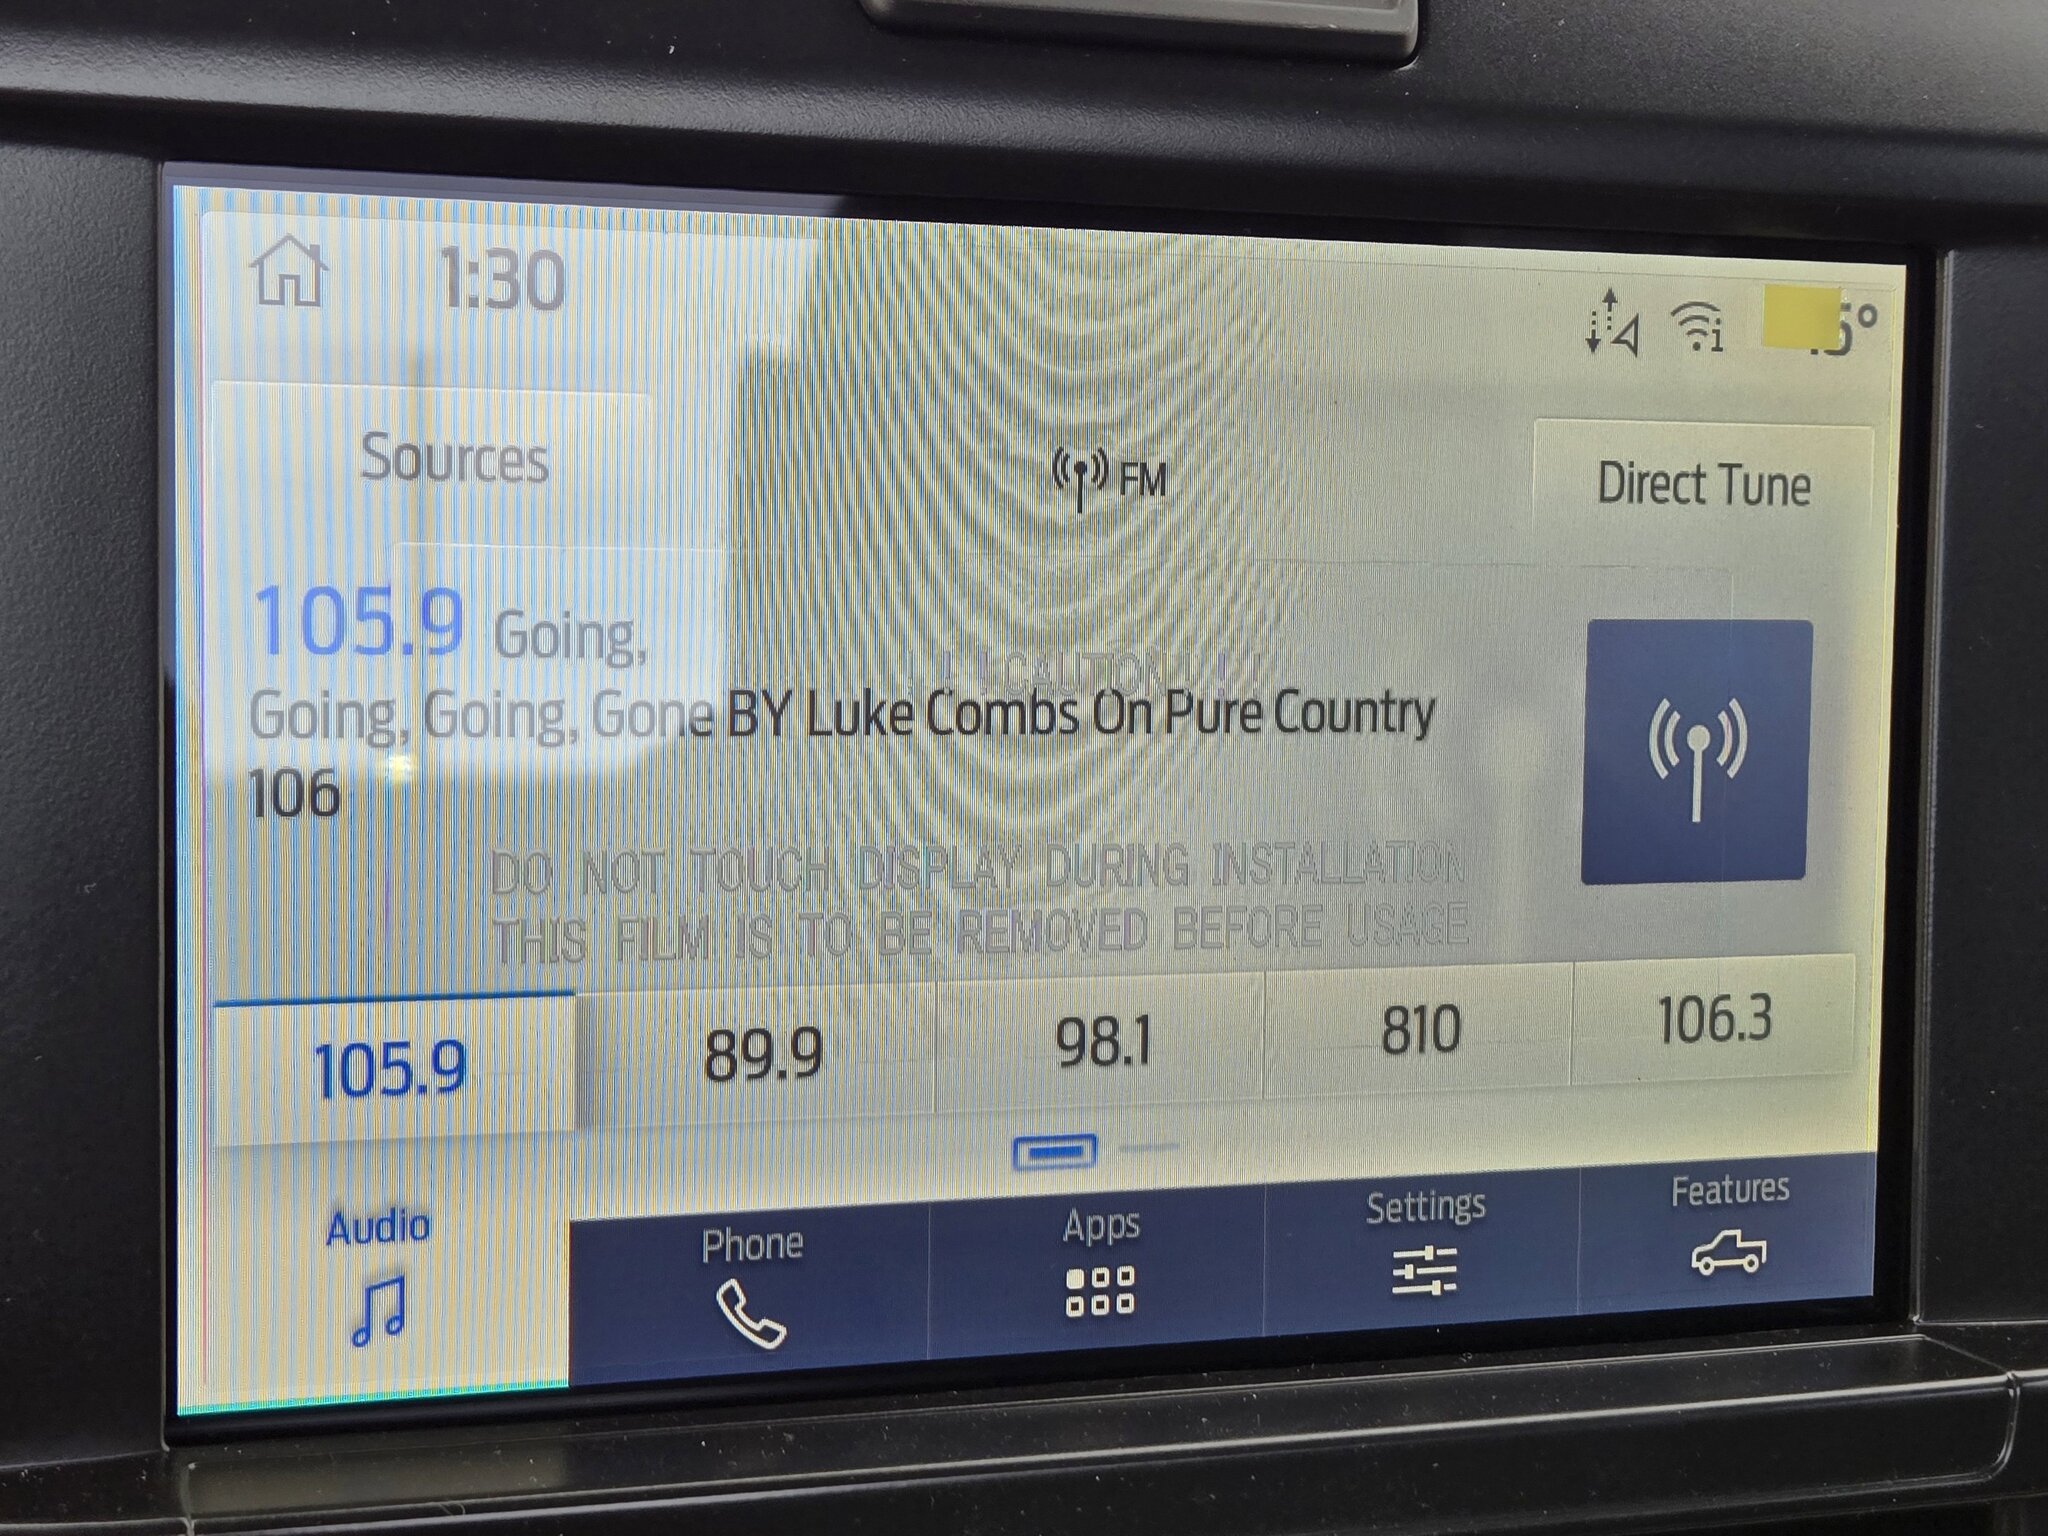 1:30
5°
Sources
FM
Direct Tune
105.9 Going,
! ! CAUTION ! !
Going, Going, Gone BY Luke Combs On Pure Country
106
DO NOT TOUCH DISPLAY DURING INSTALLATION
THIS FILM IS TO BE REMOVED BEFORE USAGE
105.9 89.9 98.1 810 106.3
Audio Phone Apps Settings Features